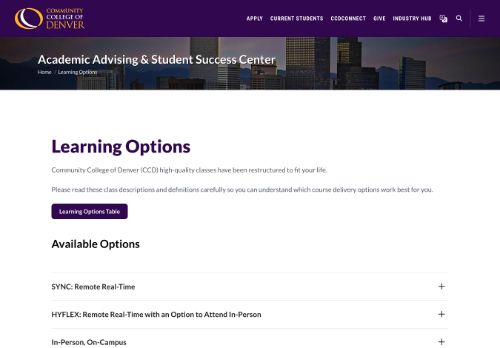 COMMUNITY
COLLEGE OF
DENVER
APPLY CURRENT STUDENTS CCDCONNECT GIVE INDUSTRY HUB
Academic Advising & Student Success Center
Home / Learning Options
Learning Options
Community College of Denver (CCD) high-quality classes have been restructured to fit your life.
Please read these class descriptions and definitions carefully so you can understand which course delivery options work best for you.
Learning Options Table
Available Options
SYNC: Remote Real-Time
HYFLEX: Remote Real-Time with an Option to Attend In-Person
In-Person, On-Campus